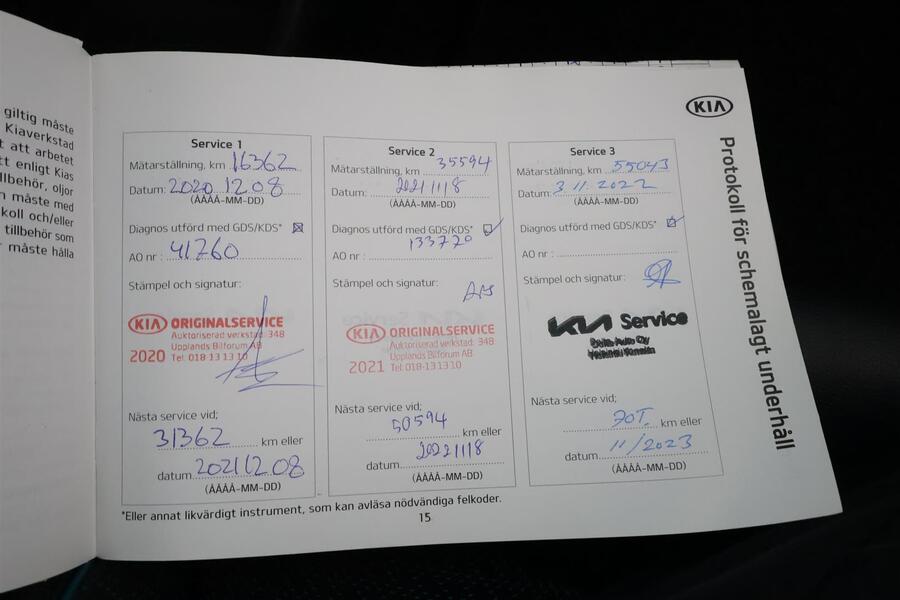 giltig måste
Kiaverkstad
t att arbetet
tt enligt Kias
llbehör, oljor
n måste med
koll och/eller
tillbehör som
måste hålla
KIA
Protokoll för schemalagt underhåll
Service 1
Mätarställning, km 16362
Datum: 2020 12 08
(ÅÅÅÅ-MM-DD)
Diagnos utförd med GDS/KDS*
AO nr : 41760
Stämpel och signatur:
KIA ORIGINALSERVICE
Auktoriserad verkstad: 348
Upplands Bilforum AB
2020 Tel: 018-13 13 10
Nästa service vid;
31362 km eller
datum 2021 12 08
(ÅÅÅÅ-MM-DD)
Service 2
Mätarställning, km 35594
Datum: 20211118
(ÅÅÅÅ-MM-DD)
Diagnos utförd med GDS/KDS*
AO nr : 133720
Stämpel och signatur:
KIA ORIGINALSERVICE
Auktoriserad verkstad: 348
Upplands Bilforum AB
2021 Tel: 018-13 13 10
Nästa service vid;
50594 km eller
datum 20221118
(ÅÅÅÅ-MM-DD)
Service 3
Mätarställning, km 55043
Datum: 3.11.2022
(ÅÅÅÅ-MM-DD)
Diagnos utförd med GDS/KDS*
AO nr :
Stämpel och signatur:
KIA Service
Auto Oy
Nästa service vid;
70T. km eller
datum 11/2023
(ÅÅÅÅ-MM-DD)
*Eller annat likvärdigt instrument, som kan avläsa nödvändiga felkoder.
15